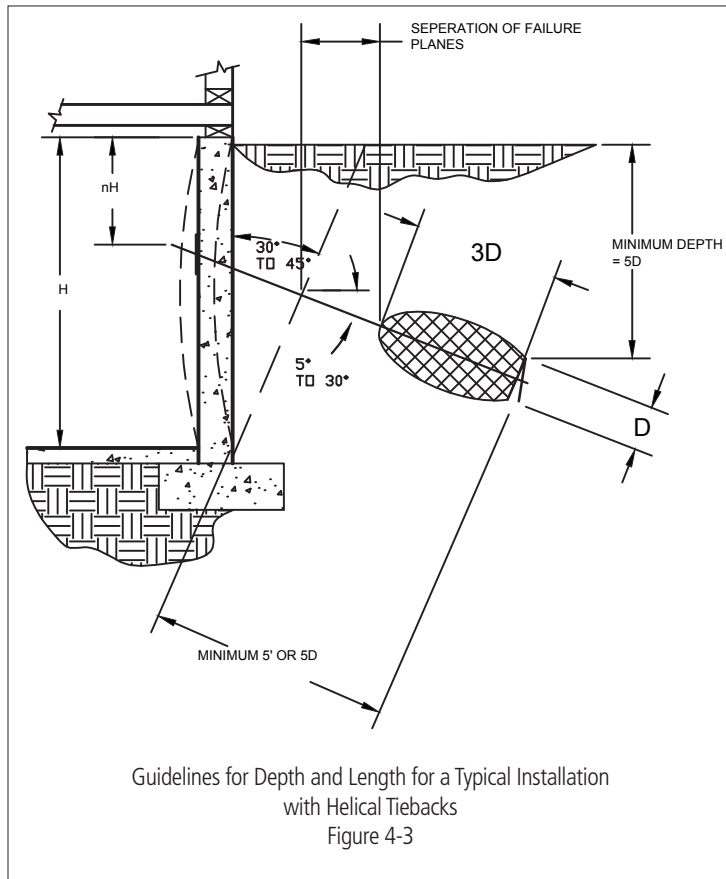 SEPERATION OF FAILURE
PLANES
nH
H
30°
TO 45°
3D
MINIMUM DEPTH
= 5D
5°
TO 30°
D
MINIMUM 5' OR 5D
Guidelines for Depth and Length for a Typical Installation
with Helical Tiebacks
Figure 4-3